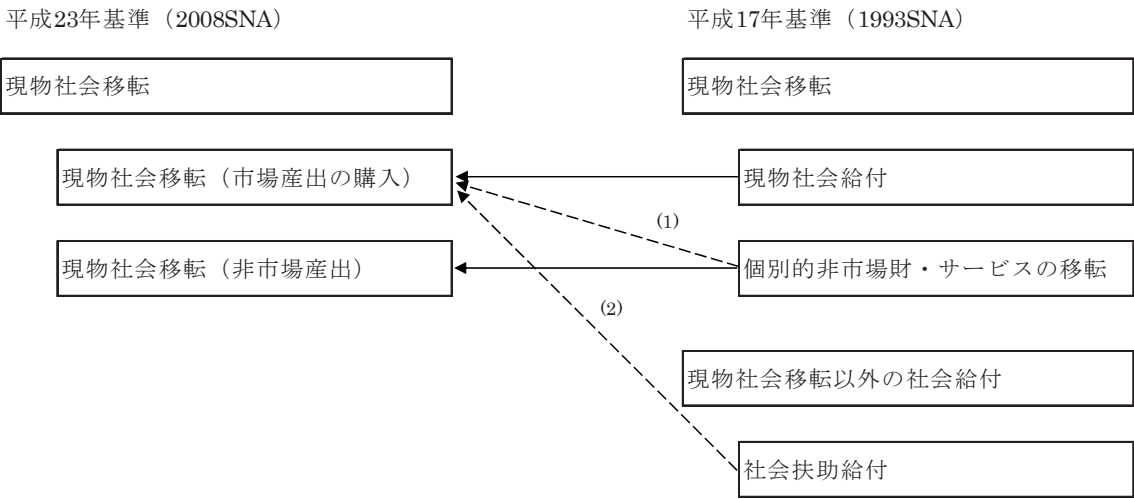 平成23年基準（2008SNA）
平成17年基準（1993SNA）
現物社会移転
現物社会移転
現物社会移転（市場産出の購入）
現物社会給付
(1)
現物社会移転（非市場産出）
個別的非市場財・サービスの移転
(2)
現物社会移転以外の社会給付
社会扶助給付